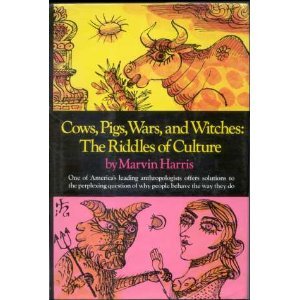 Cows, Pigs, Wars, and Witches:
The Riddles of Culture
by Marvin Harris
One of America's leading anthropologists offers solutions to
the perplexing question of why people behave the way they do